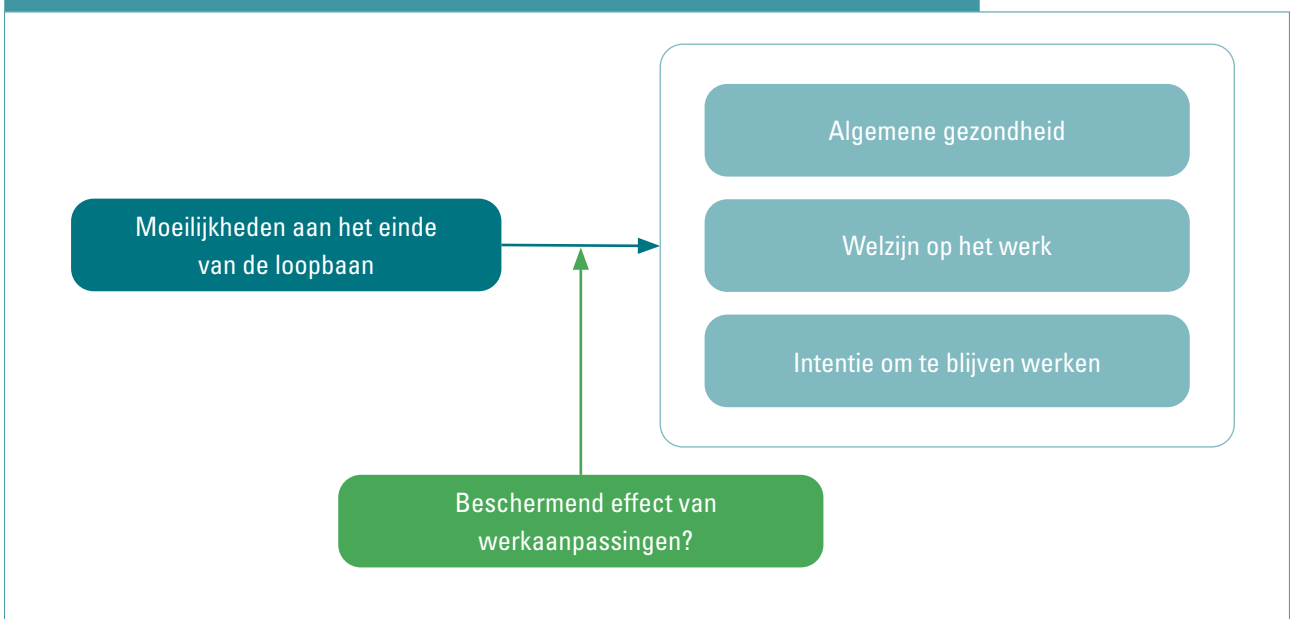 Algemene gezondheid
Moeilijkheden aan het einde
van de loopbaan
Welzijn op het werk
Intentie om te blijven werken
Beschermend effect van
werkaanpassingen?